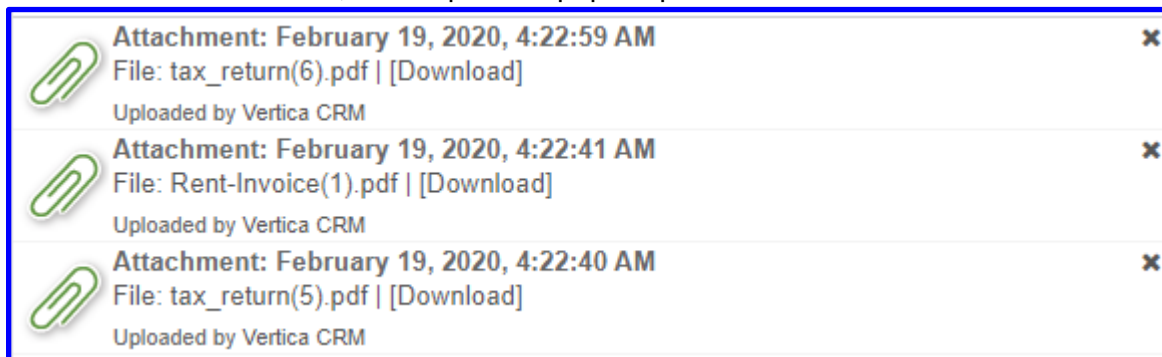 Attachment: February 19, 2020, 4:22:59 AM
File: tax_return(6).pdf | [Download]
Uploaded by Vertica CRM
Attachment: February 19, 2020, 4:22:41 AM
File: Rent-Invoice(1).pdf | [Download]
Uploaded by Vertica CRM
Attachment: February 19, 2020, 4:22:40 AM
File: tax_return(5).pdf | [Download]
Uploaded by Vertica CRM